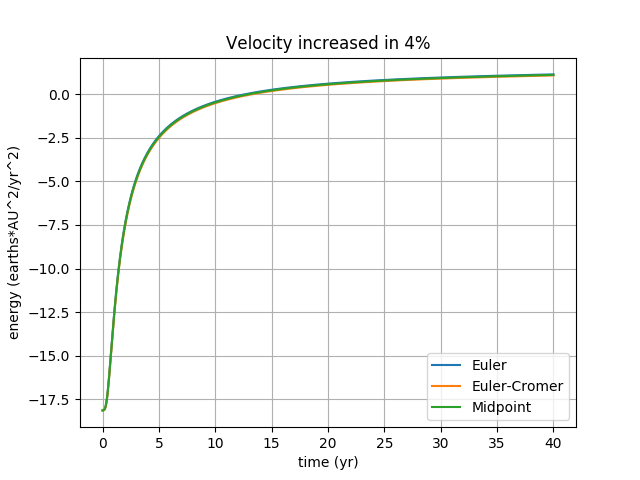 Velocity increased in 4%
energy (earths*AU^2/yr^2)
0.0
−2.5
−5.0
−7.5
−10.0
−12.5
−15.0
−17.5
Euler
Euler-Cromer
Midpoint
0 5 10 15 20 25 30 35 40
time (yr)